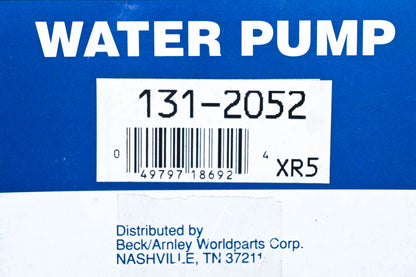 WATER PUMP
131-2052
0 49797 18692 4
XR5
Distributed by
Beck/Arnley Worldparts Corp.
NASHVILLE, TN 37211